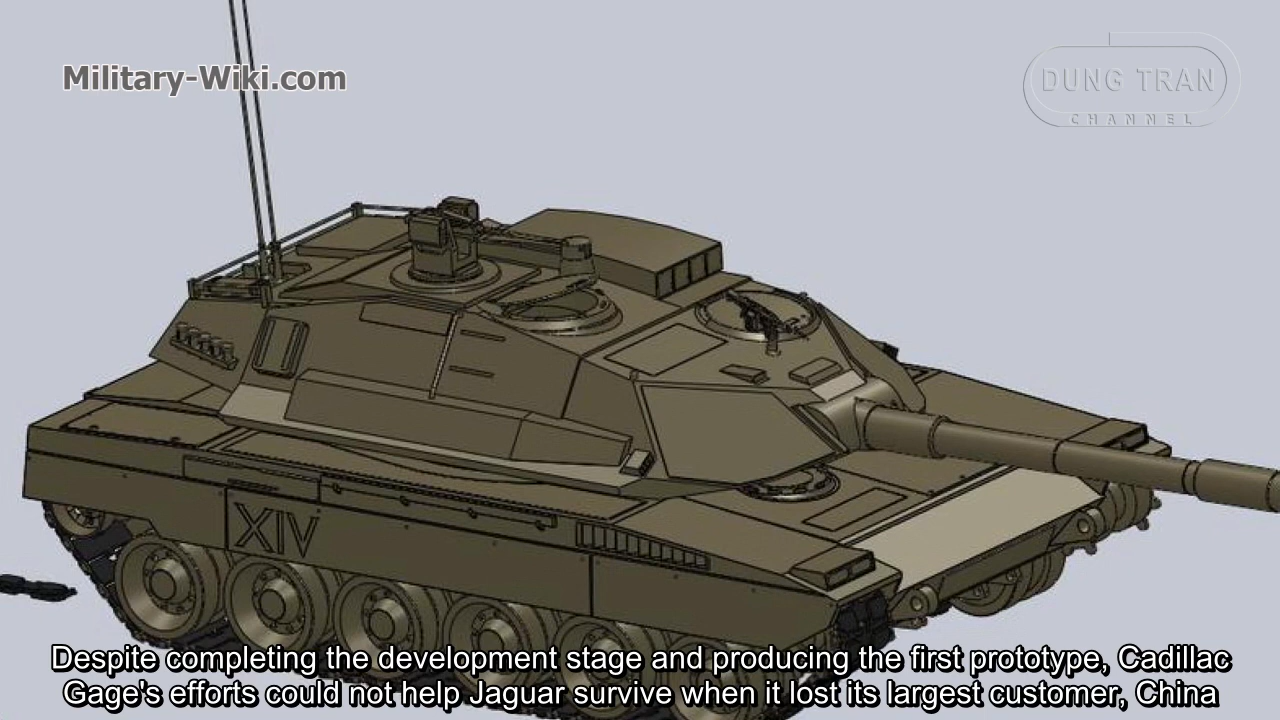 Military-Wiki.com
DUNG TRAN
CHANNEL
XIV
Despite completing the development stage and producing the first prototype, Cadillac
Gage's efforts could not help Jaguar survive when it lost its largest customer, China